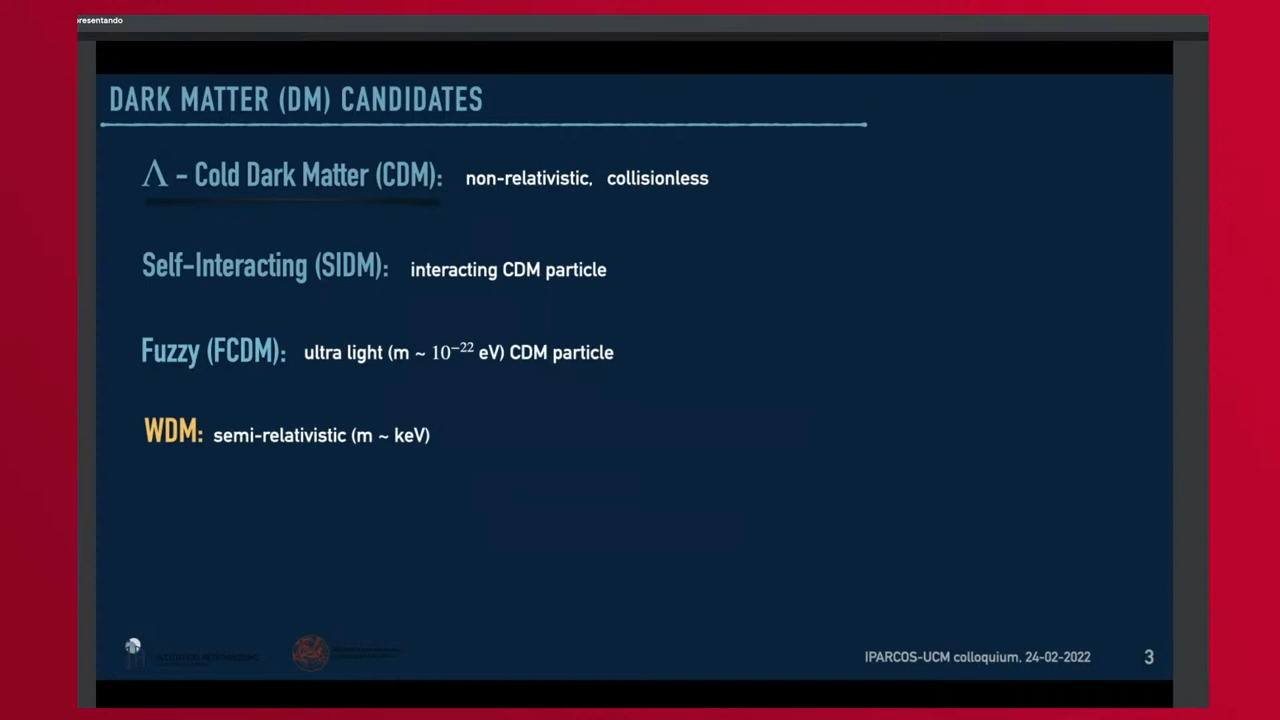 presentando
DARK MATTER (DM) CANDIDATES
Λ - Cold Dark Matter (CDM): non-relativistic, collisionless
Self-Interacting (SIDM): interacting CDM particle
Fuzzy (FCDM): ultra light (m ~ 10⁻²² eV) CDM particle
WDM: semi-relativistic (m ~ keV)
IPARCOS-UCM colloquium, 24-02-2022 3